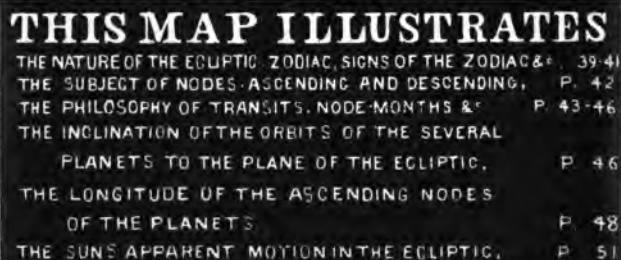 THIS MAP ILLUSTRATES
THE NATURE OF THE ECLIPTIC ZODIAC, SIGNS OF THE ZODIAC &c. 39-41
THE SUBJECT OF NODES-ASCENDING AND DESCENDING, P. 42
THE PHILOSOPHY OF TRANSITS. NODE-MONTHS &c P. 43-46
THE INCLINATION OF THE ORBITS OF THE SEVERAL
PLANETS TO THE PLANE OF THE ECLIPTIC, P 46
THE LONGITUDE OF THE ASCENDING NODES
OF THE PLANETS P. 48
THE SUNS APPARENT MOTION IN THE ECLIPTIC, P 51